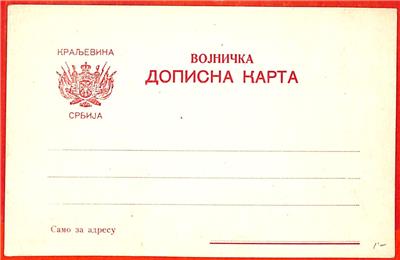 КРАЉЕВИНА
СРБИЈА
ВОЈНИЧКА
ДОПИСНА КАРТА
Само за адресу